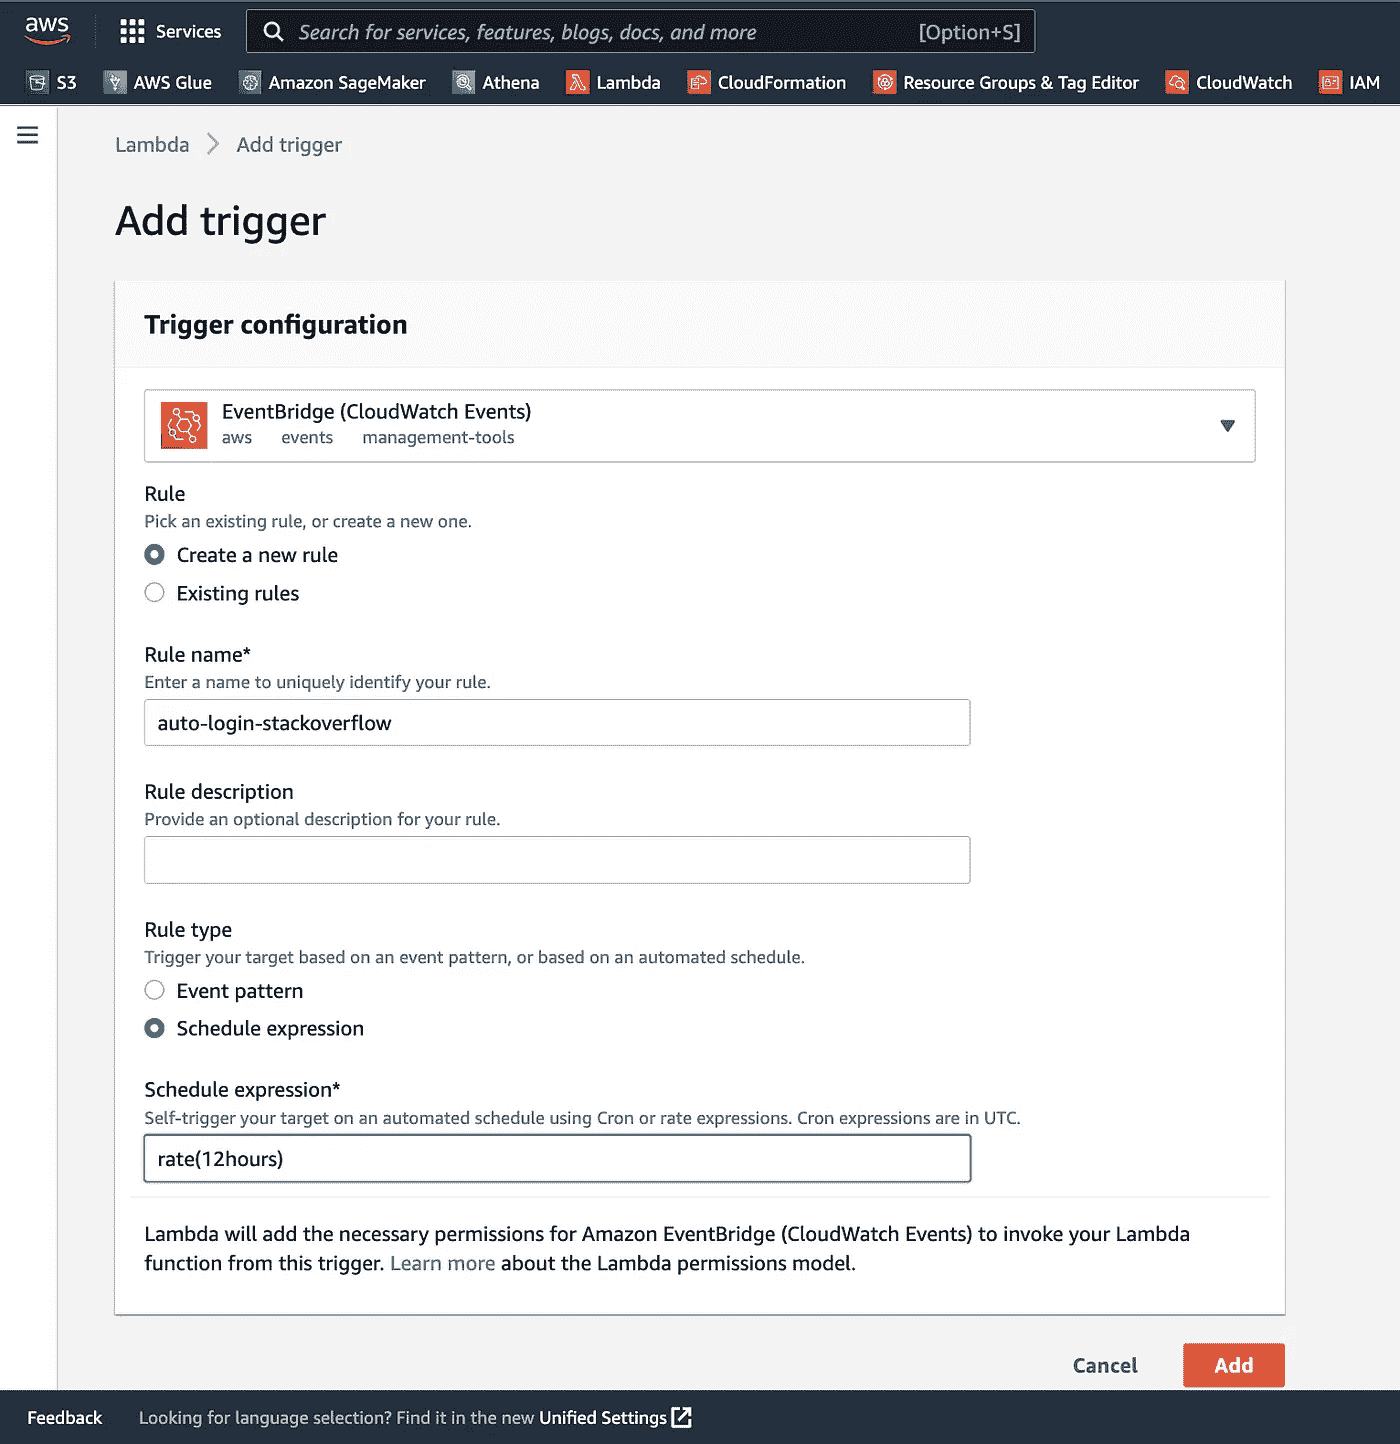 aws
Services
Search for services, features, blogs, docs, and more [Option+S]
S3 AWS Glue Amazon SageMaker Athena Lambda CloudFormation Resource Groups & Tag Editor CloudWatch IAM
Lambda Add trigger
Add trigger
Trigger configuration
EventBridge (CloudWatch Events)
aws events management-tools
Rule
Pick an existing rule, or create a new one.
Create a new rule
Existing rules
Rule name*
Enter a name to uniquely identify your rule.
auto-login-stackoverflow
Rule description
Provide an optional description for your rule.
Rule type
Trigger your target based on an event pattern, or based on an automated schedule.
Event pattern
Schedule expression
Schedule expression*
Self-trigger your target on an automated schedule using Cron or rate expressions. Cron expressions are in UTC.
rate(12hours)
Lambda will add the necessary permissions for Amazon EventBridge (CloudWatch Events) to invoke your Lambda
function from this trigger. Learn more about the Lambda permissions model.
Cancel Add
Feedback Looking for language selection? Find it in the new Unified Settings